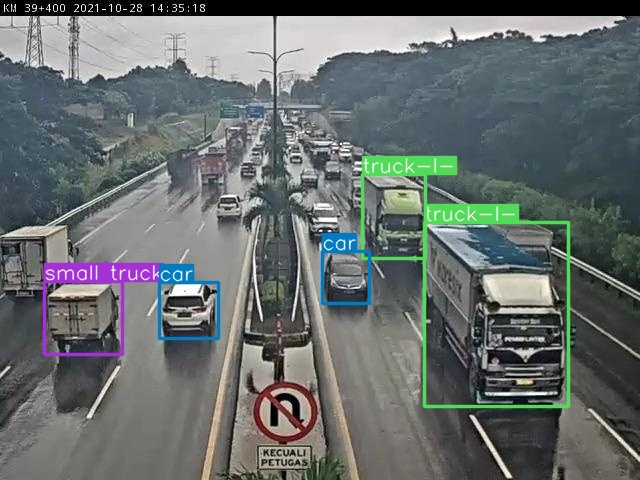 KM 39+400 2021-10-28 14:35:18
truck-l-
truck-l-
car
small truck
car
KECUALI
PETUGAS